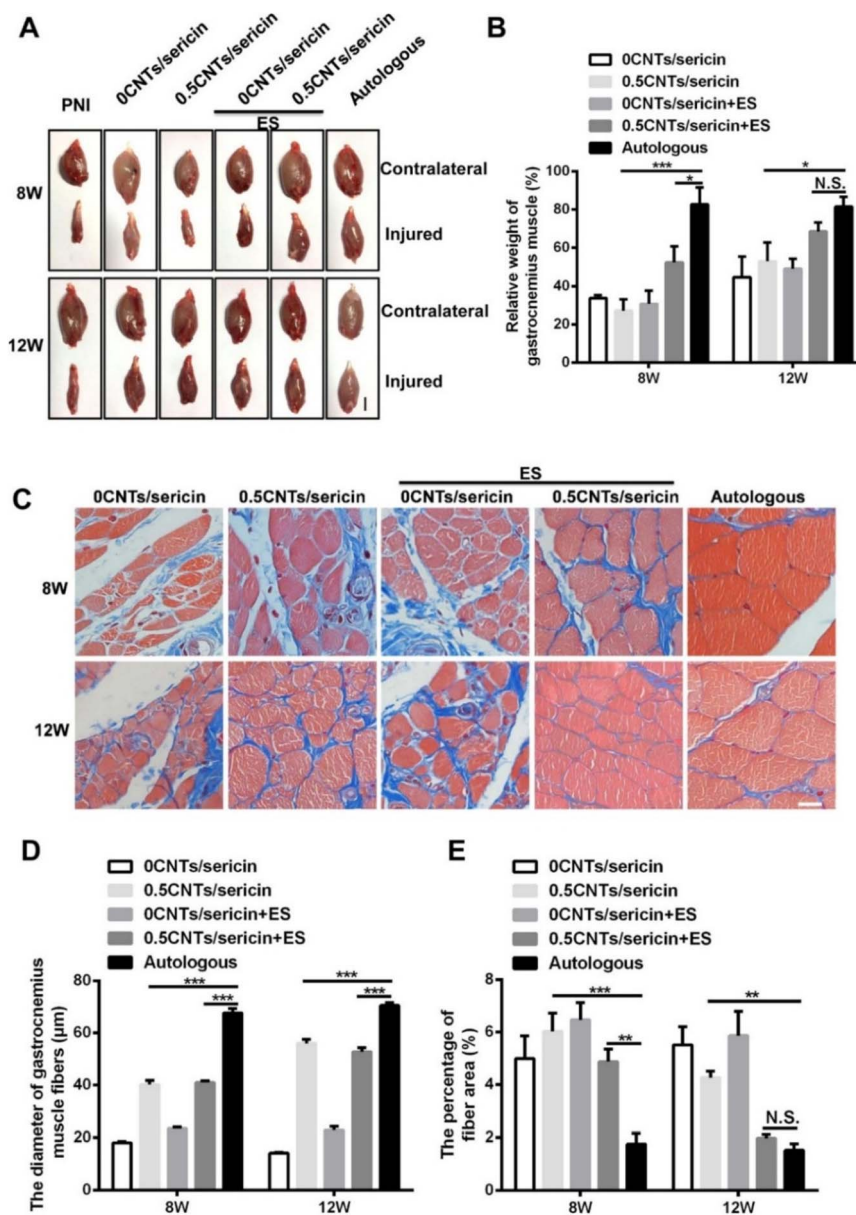 A
PNI
0CNTs/sericin
0.5CNTs/sericin
0CNTs/sericin
0.5CNTs/sericin
Autologous
ES
8W
Contralateral
Injured
12W
Contralateral
Injured
B
0CNTs/sericin
0.5CNTs/sericin
0CNTs/sericin+ES
0.5CNTs/sericin+ES
Autologous
Relative weight of
gastrocnemius muscle (%)
100
80
60
40
20
0
***
*
*
N.S.
8W
12W
C
ES
0CNTs/sericin
0.5CNTs/sericin
0CNTs/sericin
0.5CNTs/sericin
Autologous
8W
12W
D
0CNTs/sericin
0.5CNTs/sericin
0CNTs/sericin+ES
0.5CNTs/sericin+ES
Autologous
The diameter of gastrocnemius
muscle fibers (μm)
80
60
40
20
0
***
***
***
***
8W
12W
E
0CNTs/sericin
0.5CNTs/sericin
0CNTs/sericin+ES
0.5CNTs/sericin+ES
Autologous
The percentage of
fiber area (%)
8
6
4
2
0
***
**
**
N.S.
8W
12W